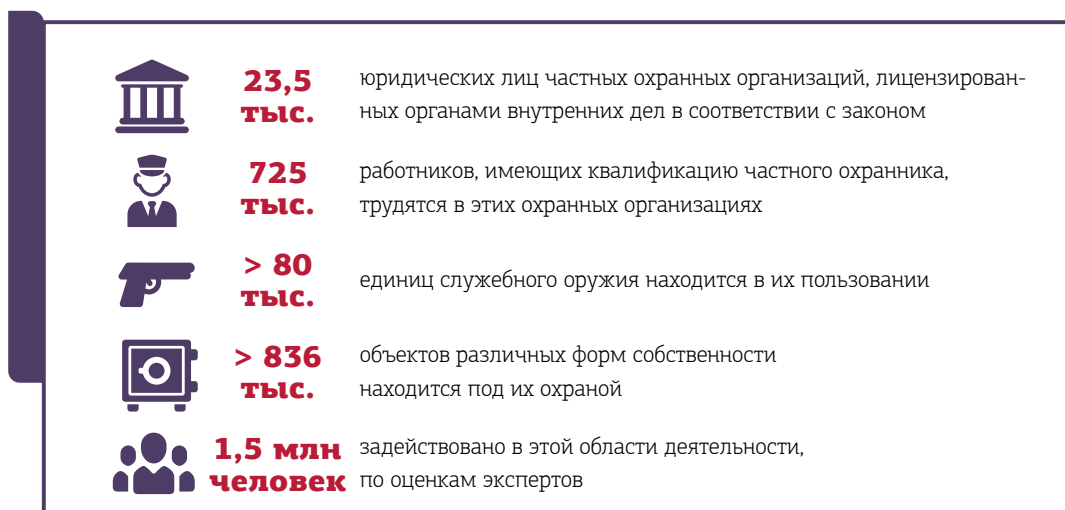 23,5
тыс.
юридических лиц частных охранных организаций, лицензирован-
ных органами внутренних дел в соответствии с законом
725
тыс.
работников, имеющих квалификацию частного охранника,
трудятся в этих охранных организациях
> 80
тыс.
единиц служебного оружия находится в их пользовании
> 836
тыс.
объектов различных форм собственности
находится под их охраной
1,5 млн
человек
задействовано в этой области деятельности,
по оценкам экспертов